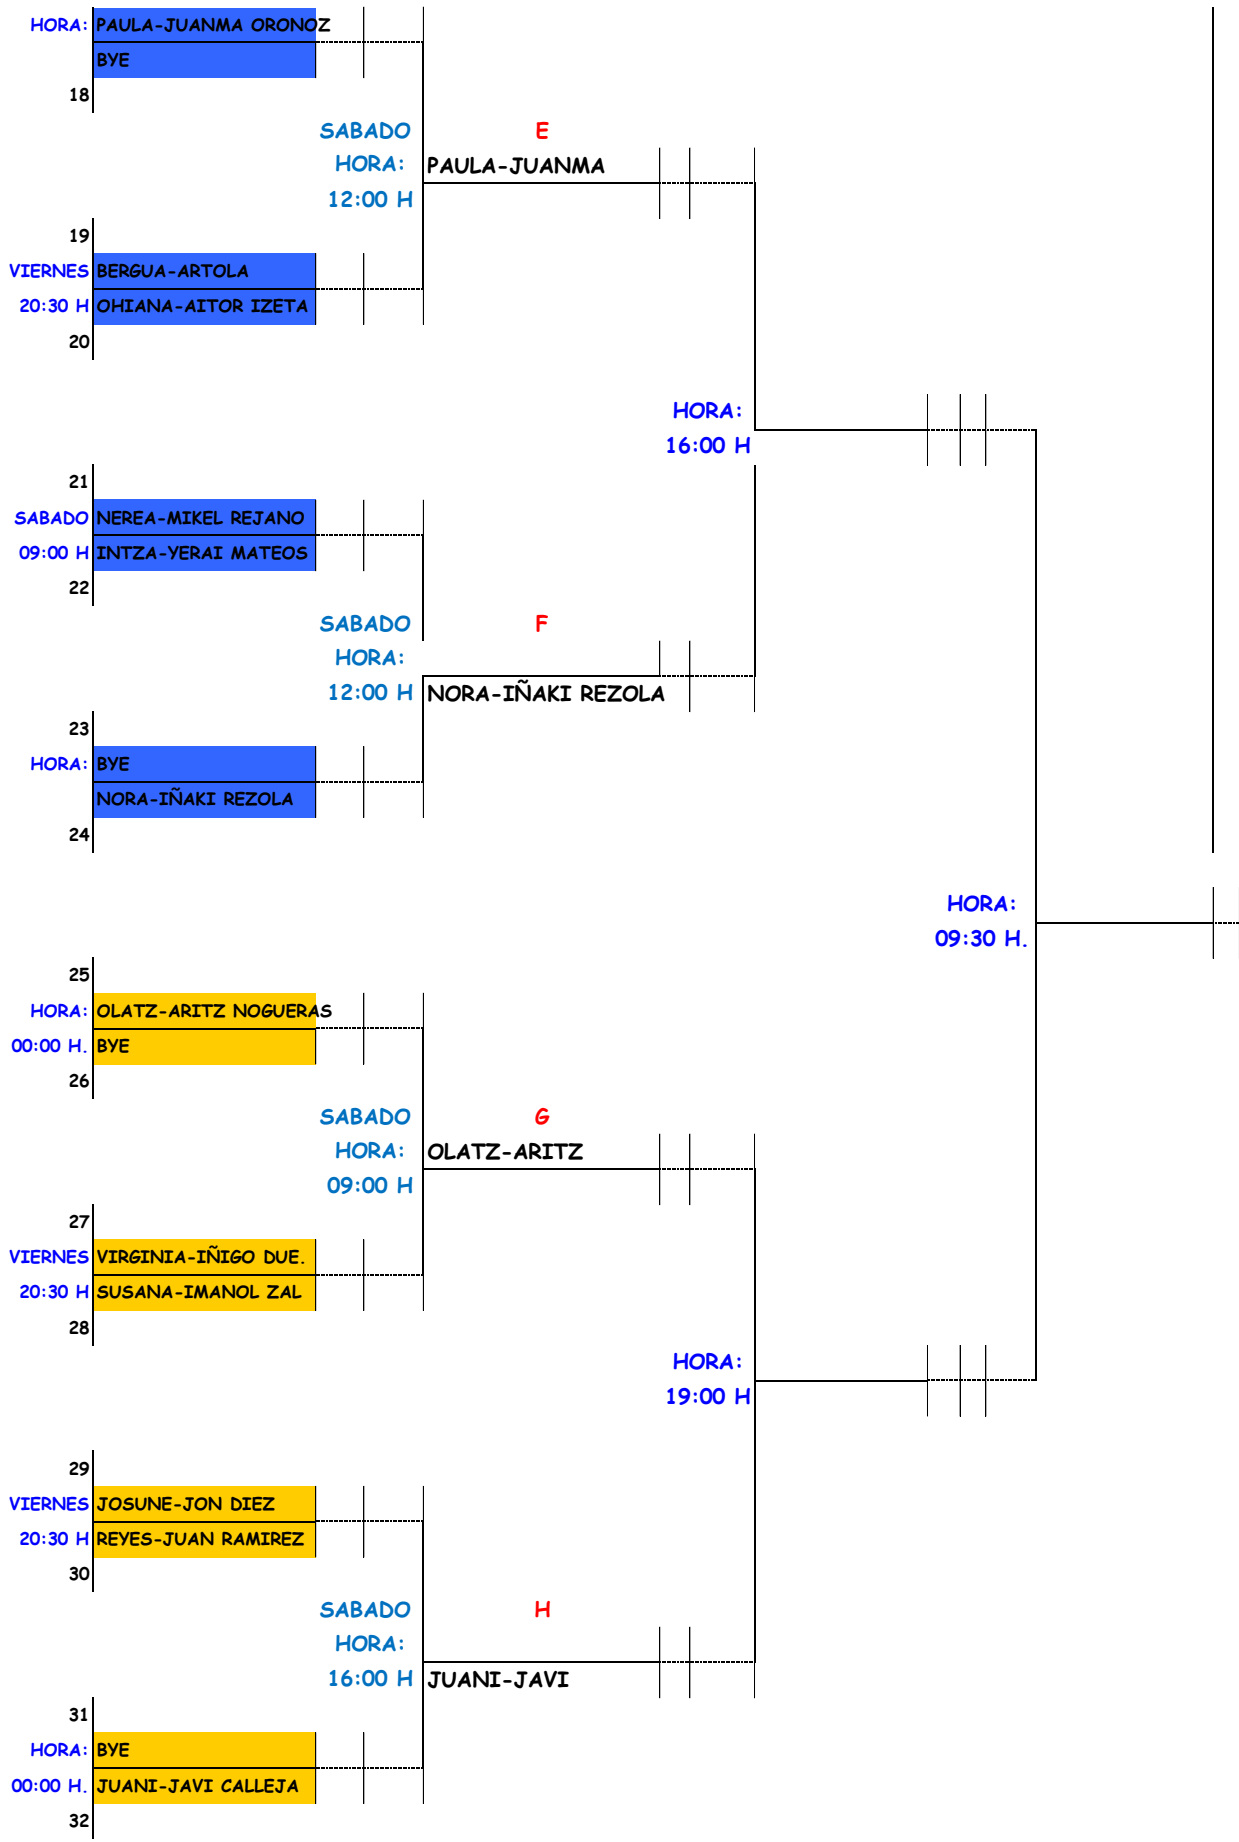 HORA: PAULA-JUANMA ORONOZ
BYE
18
SABADO E
HORA: PAULA-JUANMA
12:00 H
19
VIERNES BERGUA-ARTOLA
20:30 H OHIANA-AITOR IZETA
20
HORA:
16:00 H
21
SABADO NEREA-MIKEL REJANO
09:00 H INTZA-YERAI MATEOS
22
SABADO F
HORA:
12:00 H NORA-IÑAKI REZOLA
23
HORA: BYE
NORA-IÑAKI REZOLA
24
HORA:
09:30 H.
25
HORA: OLATZ-ARITZ NOGUERAS
00:00 H. BYE
26
SABADO G
HORA: OLATZ-ARITZ
09:00 H
27
VIERNES VIRGINIA-IÑIGO DUE.
20:30 H SUSANA-IMANOL ZAL
28
HORA:
19:00 H
29
VIERNES JOSUNE-JON DIEZ
20:30 H REYES-JUAN RAMIREZ
30
SABADO H
HORA:
16:00 H JUANI-JAVI
31
HORA: BYE
00:00 H. JUANI-JAVI CALLEJA
32